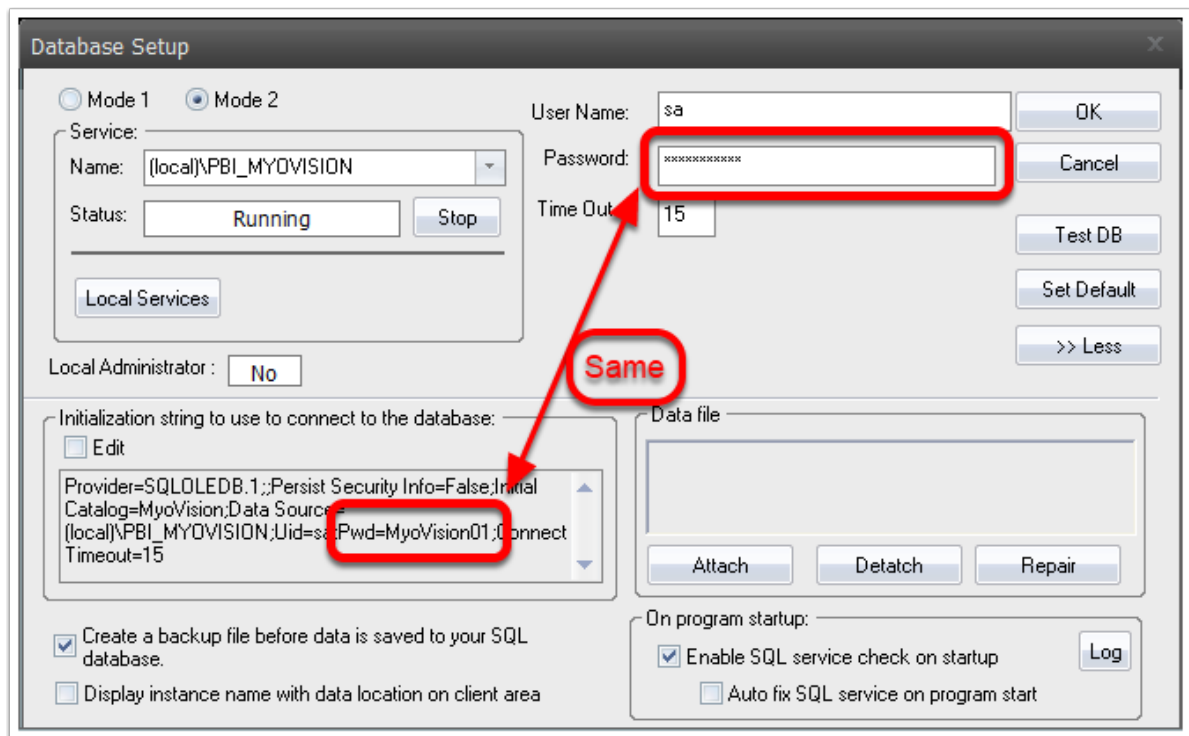 Database Setup
x
Mode 1
Mode 2
Service:
Name:
(local)\PBI_MYOVISION
Status:
Running
Stop
Local Services
Local Administrator :
No
User Name:
sa
OK
Password:
xxxxxxxxxxx
Cancel
Time Out
15
Test DB
Set Default
>> Less
Same
Initialization string to use to connect to the database:
Edit
Provider=SQLOLEDB.1;;Persist Security Info=False;Initial
Catalog=MyoVision;Data Source=
(local)\PBI_MYOVISION;Uid=sa;Pwd=MyoVision01;Connect
Timeout=15
Data file
Attach
Detatch
Repair
Create a backup file before data is saved to your SQL
database.
Display instance name with data location on client area
On program startup:
Enable SQL service check on startup
Log
Auto fix SQL service on program start